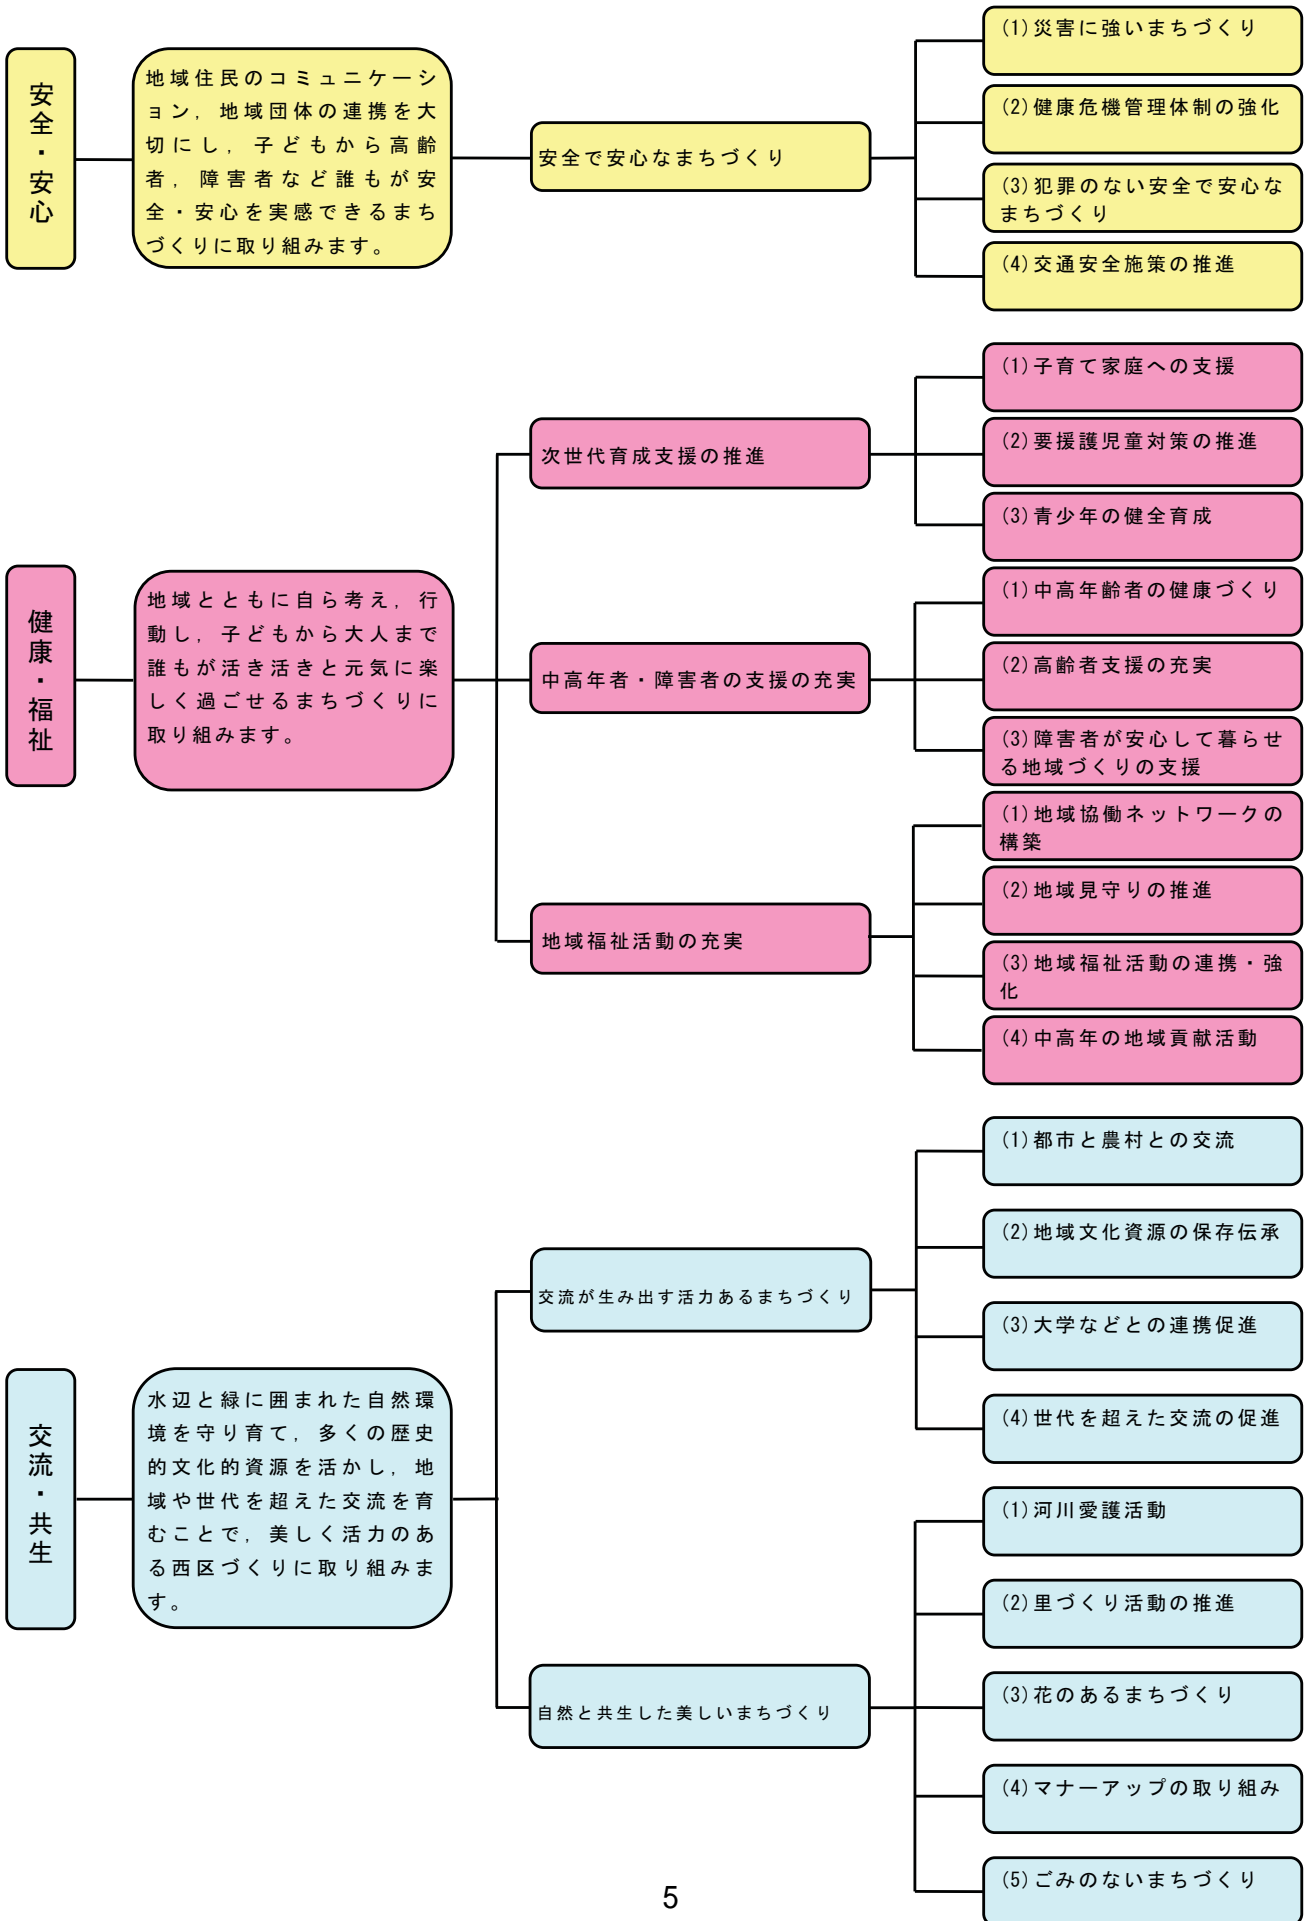 安全・安心
地域住民のコミュニケーシ
ョン，地域団体の連携を大
切にし，子どもから高齢
者，障害者など誰もが安
全・安心を実感できるまち
づくりに取り組みます。
安全で安心なまちづくり
(1)災害に強いまちづくり
(2)健康危機管理体制の強化
(3)犯罪のない安全で安心な
まちづくり
(4)交通安全施策の推進
健康・福祉
地域とともに自ら考え，行
動し，子どもから大人まで
誰もが活き活きと元気に楽
しく過ごせるまちづくりに
取り組みます。
次世代育成支援の推進
(1)子育て家庭への支援
(2)要援護児童対策の推進
(3)青少年の健全育成
中高年者・障害者の支援の充実
(1)中高年齢者の健康づくり
(2)高齢者支援の充実
(3)障害者が安心して暮らせ
る地域づくりの支援
地域福祉活動の充実
(1)地域協働ネットワークの
構築
(2)地域見守りの推進
(3)地域福祉活動の連携・強
化
(4)中高年の地域貢献活動
交流・共生
水辺と緑に囲まれた自然環
境を守り育て，多くの歴史
的文化的資源を活かし，地
域や世代を超えた交流を育
むことで，美しく活力のあ
る西区づくりに取り組みま
す。
交流が生み出す活力あるまちづくり
(1)都市と農村との交流
(2)地域文化資源の保存伝承
(3)大学などとの連携促進
(4)世代を超えた交流の促進
自然と共生した美しいまちづくり
(1)河川愛護活動
(2)里づくり活動の推進
(3)花のあるまちづくり
(4)マナーアップの取り組み
(5)ごみのないまちづくり
5